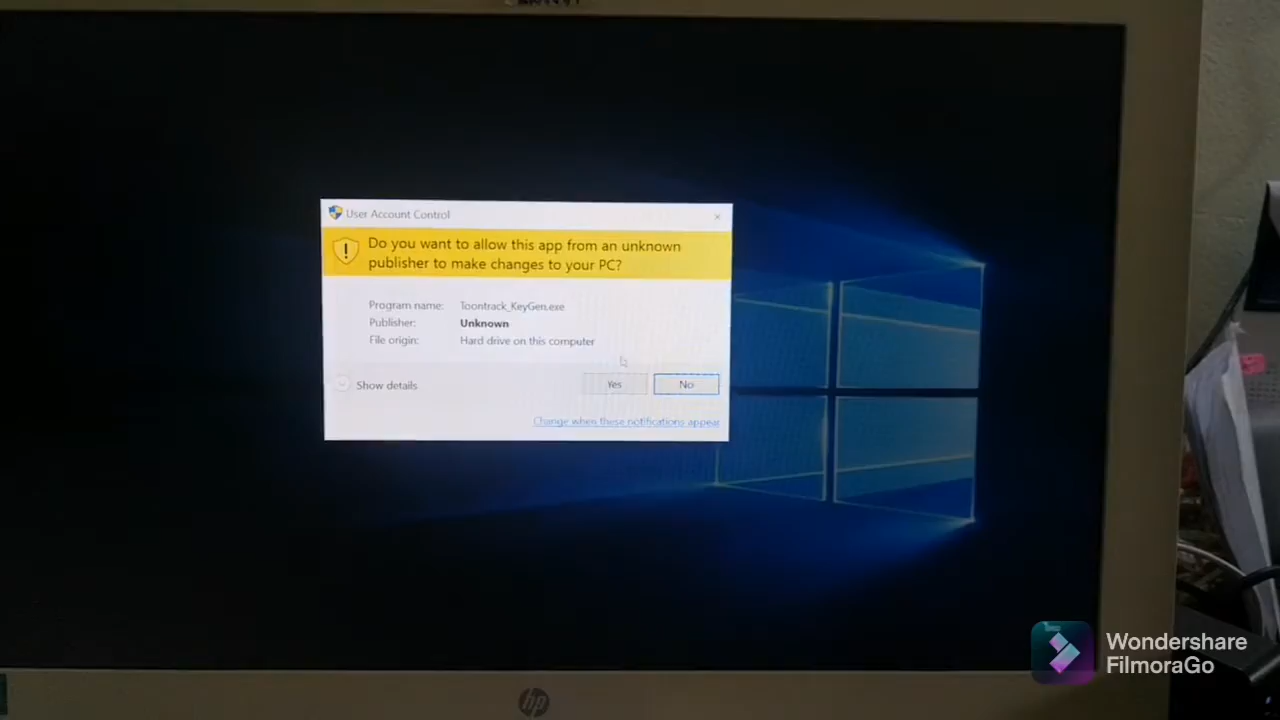 User Account Control
Do you want to allow this app from an unknown
publisher to make changes to your PC?
Program name: Toontrack_KeyGen.exe
Publisher: Unknown
File origin: Hard drive on this computer
Show details
Yes
No
Change when these notifications appear
Wondershare
FilmoraGo
hp